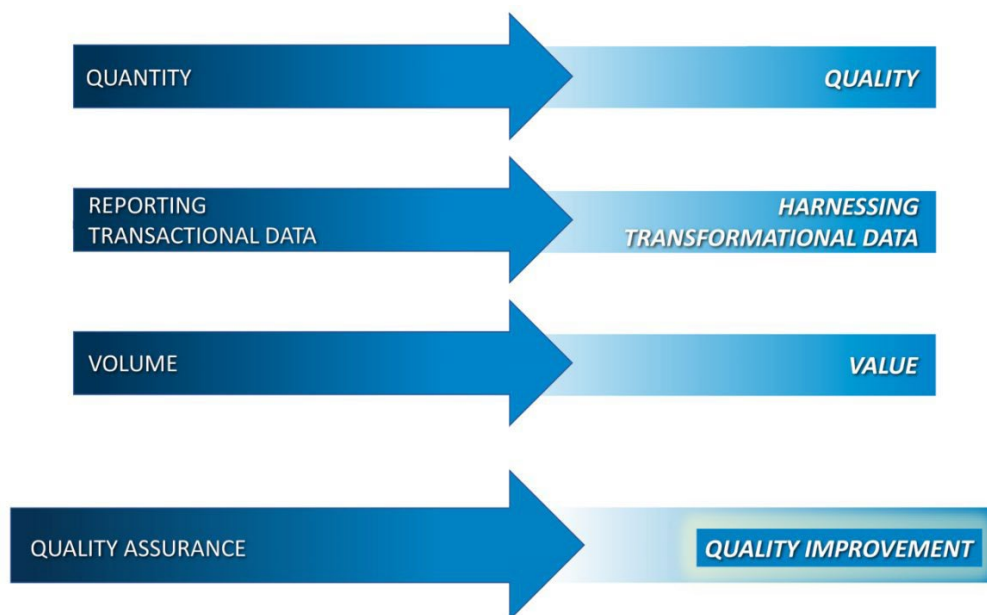 QUANTITY
QUALITY
REPORTING
TRANSACTIONAL DATA
HARNESSING
TRANSFORMATIONAL DATA
VOLUME
VALUE
QUALITY ASSURANCE
QUALITY IMPROVEMENT